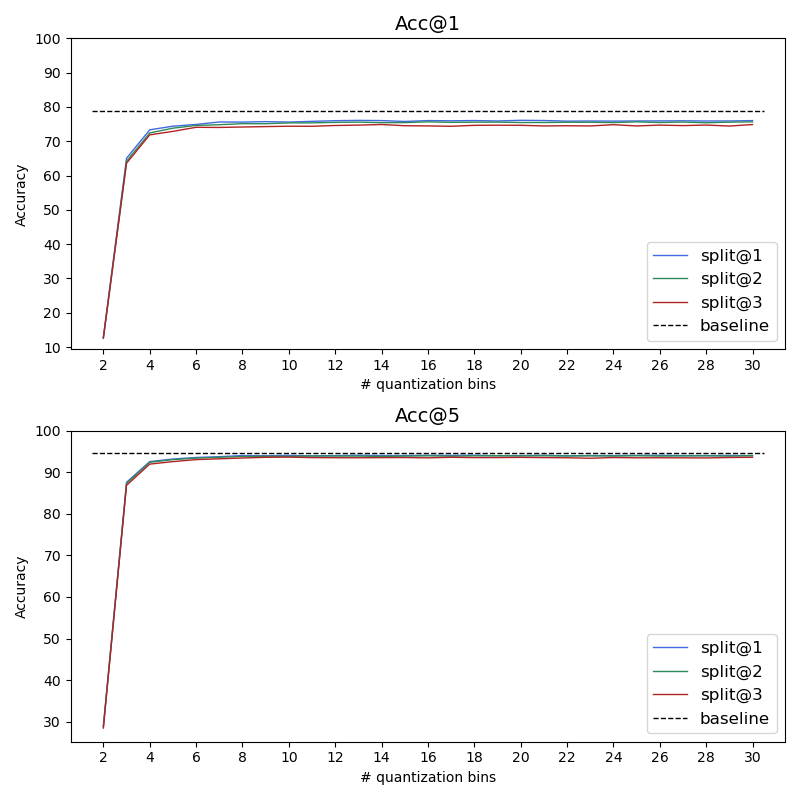 Acc@1
100
90
80
70
60
50
40
30
20
10
Accuracy
2 4 6 8 10 12 14 16 18 20 22 24 26 28 30
# quantization bins
split@1
split@2
split@3
baseline
Acc@5
100
90
80
70
60
50
40
30
Accuracy
2 4 6 8 10 12 14 16 18 20 22 24 26 28 30
# quantization bins
split@1
split@2
split@3
baseline